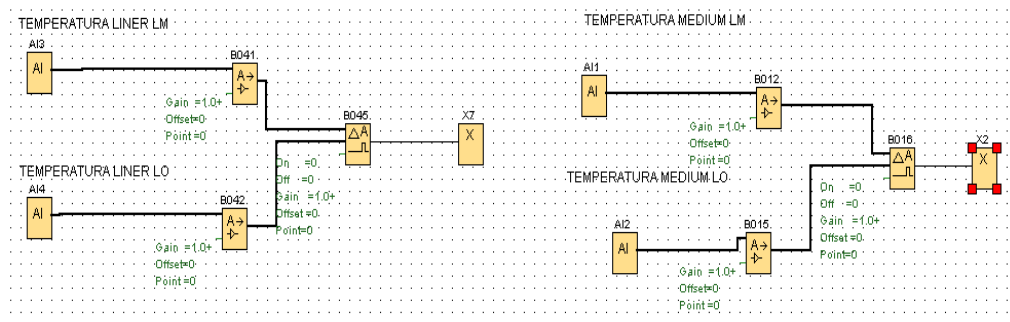 TEMPERATURA LINER LM
AI3
AI
B041
A→
Gain =1.0+
Offset=0
Point =0
B045
A
X7
X
On =0
Off =0
Gain =1.0+
Offset =0
Point=0
TEMPERATURA LINER LO
AI4
AI
B042
A→
Gain =1.0+
Offset=0
Point =0
TEMPERATURA MEDIUM LM
AI1
AI
B012
A→
Gain =1.0+
Offset=0
Point =0
B016
A
X2
X
On =0
Off =0
Gain =1.0+
Offset =0
Point=0
TEMPERATURA MEDIUM LO
AI2
AI
B015
A→
Gain =1.0+
Offset=0
Point =0